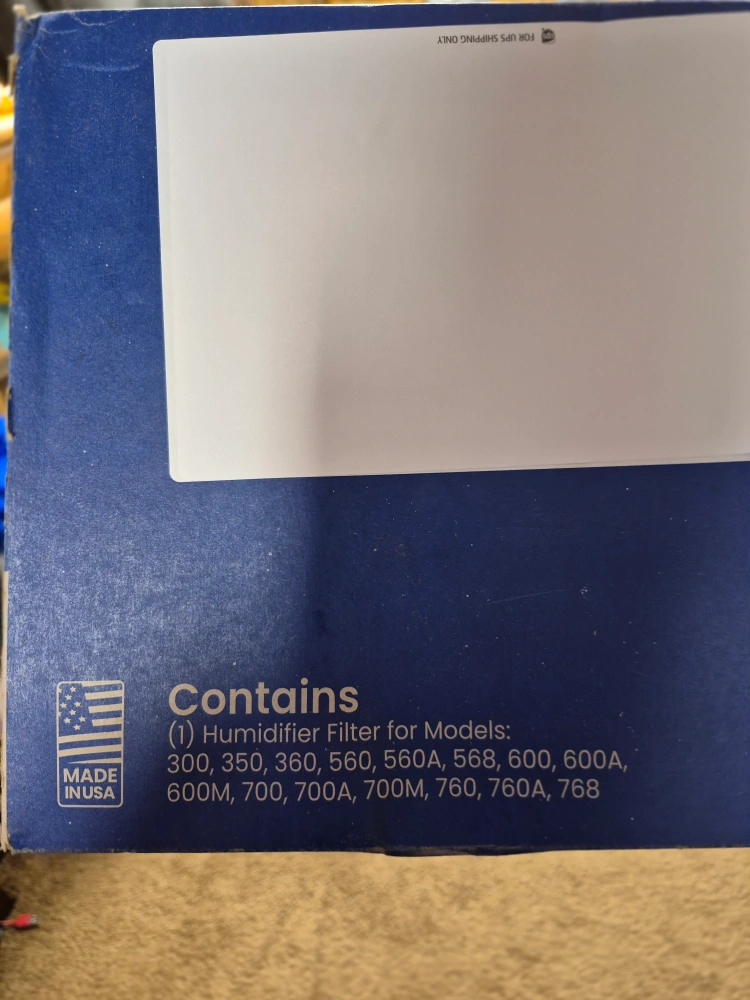 FOR UPS SHIPPING ONLY
Contains
(1) Humidifier Filter for Models:
300, 350, 360, 560, 560A, 568, 600, 600A,
600M, 700, 700A, 700M, 760, 760A, 768
MADE
IN USA